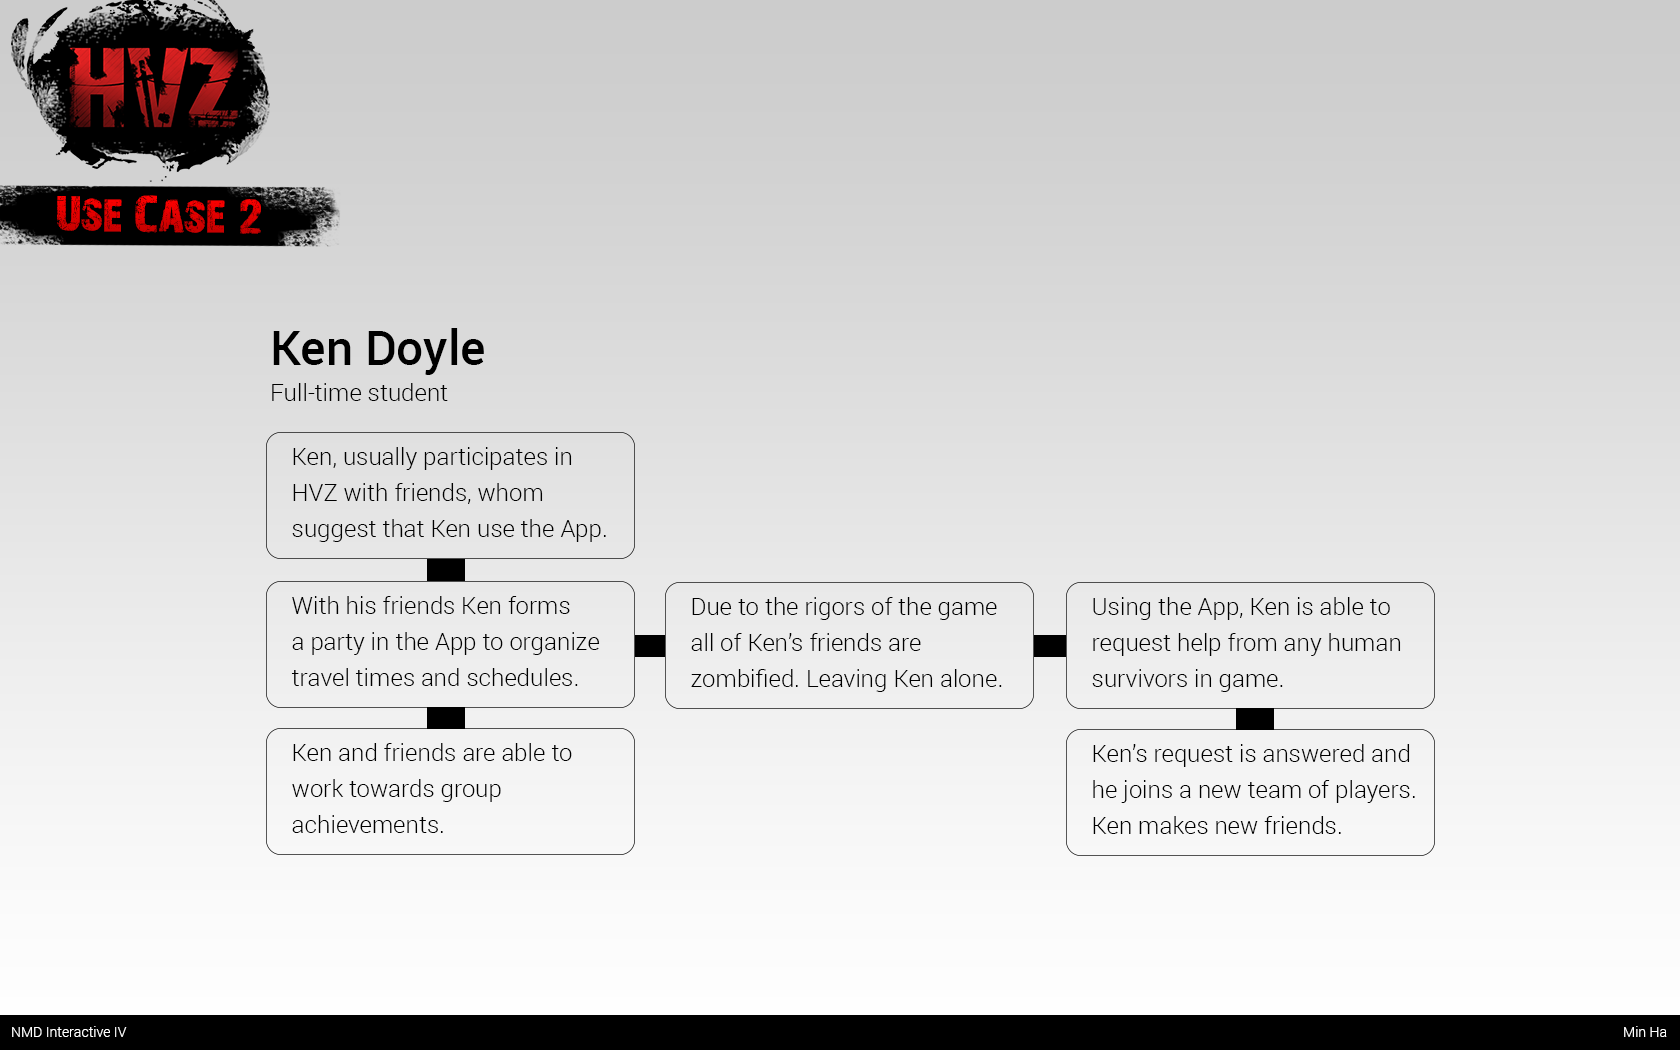 HVZ
USE CASE 2
Ken Doyle
Full-time student
Ken, usually participates in
HVZ with friends, whom
suggest that Ken use the App.
With his friends Ken forms
a party in the App to organize
travel times and schedules.
Due to the rigors of the game
all of Ken’s friends are
zombified. Leaving Ken alone.
Using the App, Ken is able to
request help from any human
survivors in game.
Ken and friends are able to
work towards group
achievements.
Ken’s request is answered and
he joins a new team of players.
Ken makes new friends.
NMD Interactive IV
Min Ha